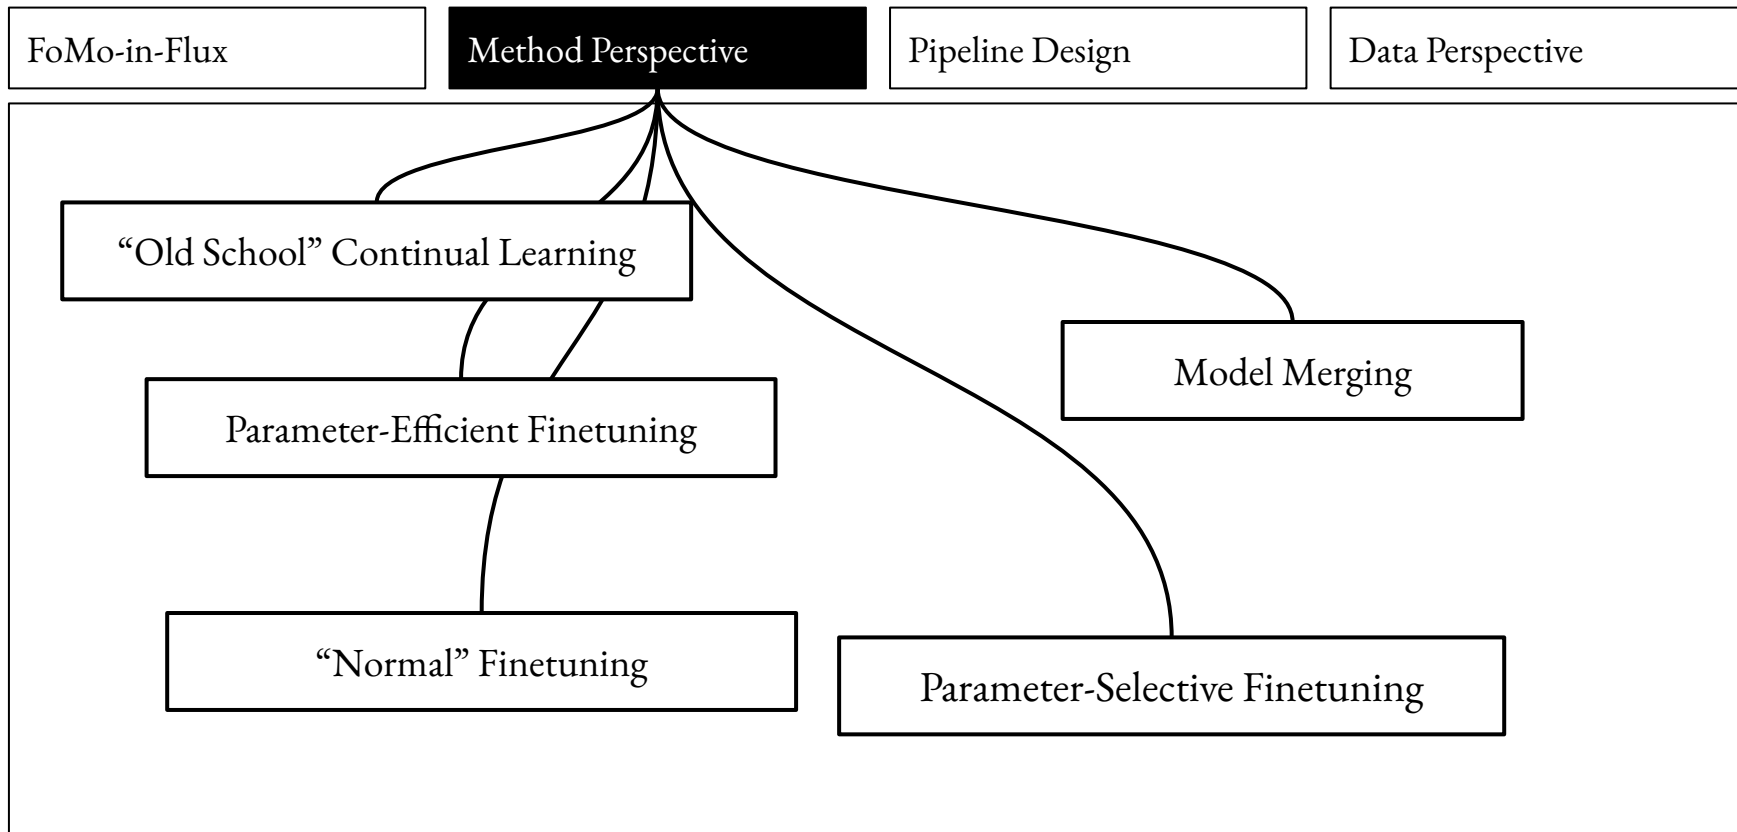 FoMo-in-Flux
Method Perspective
Pipeline Design
Data Perspective
“Old School” Continual Learning
Model Merging
Parameter-Efficient Finetuning
“Normal” Finetuning
Parameter-Selective Finetuning